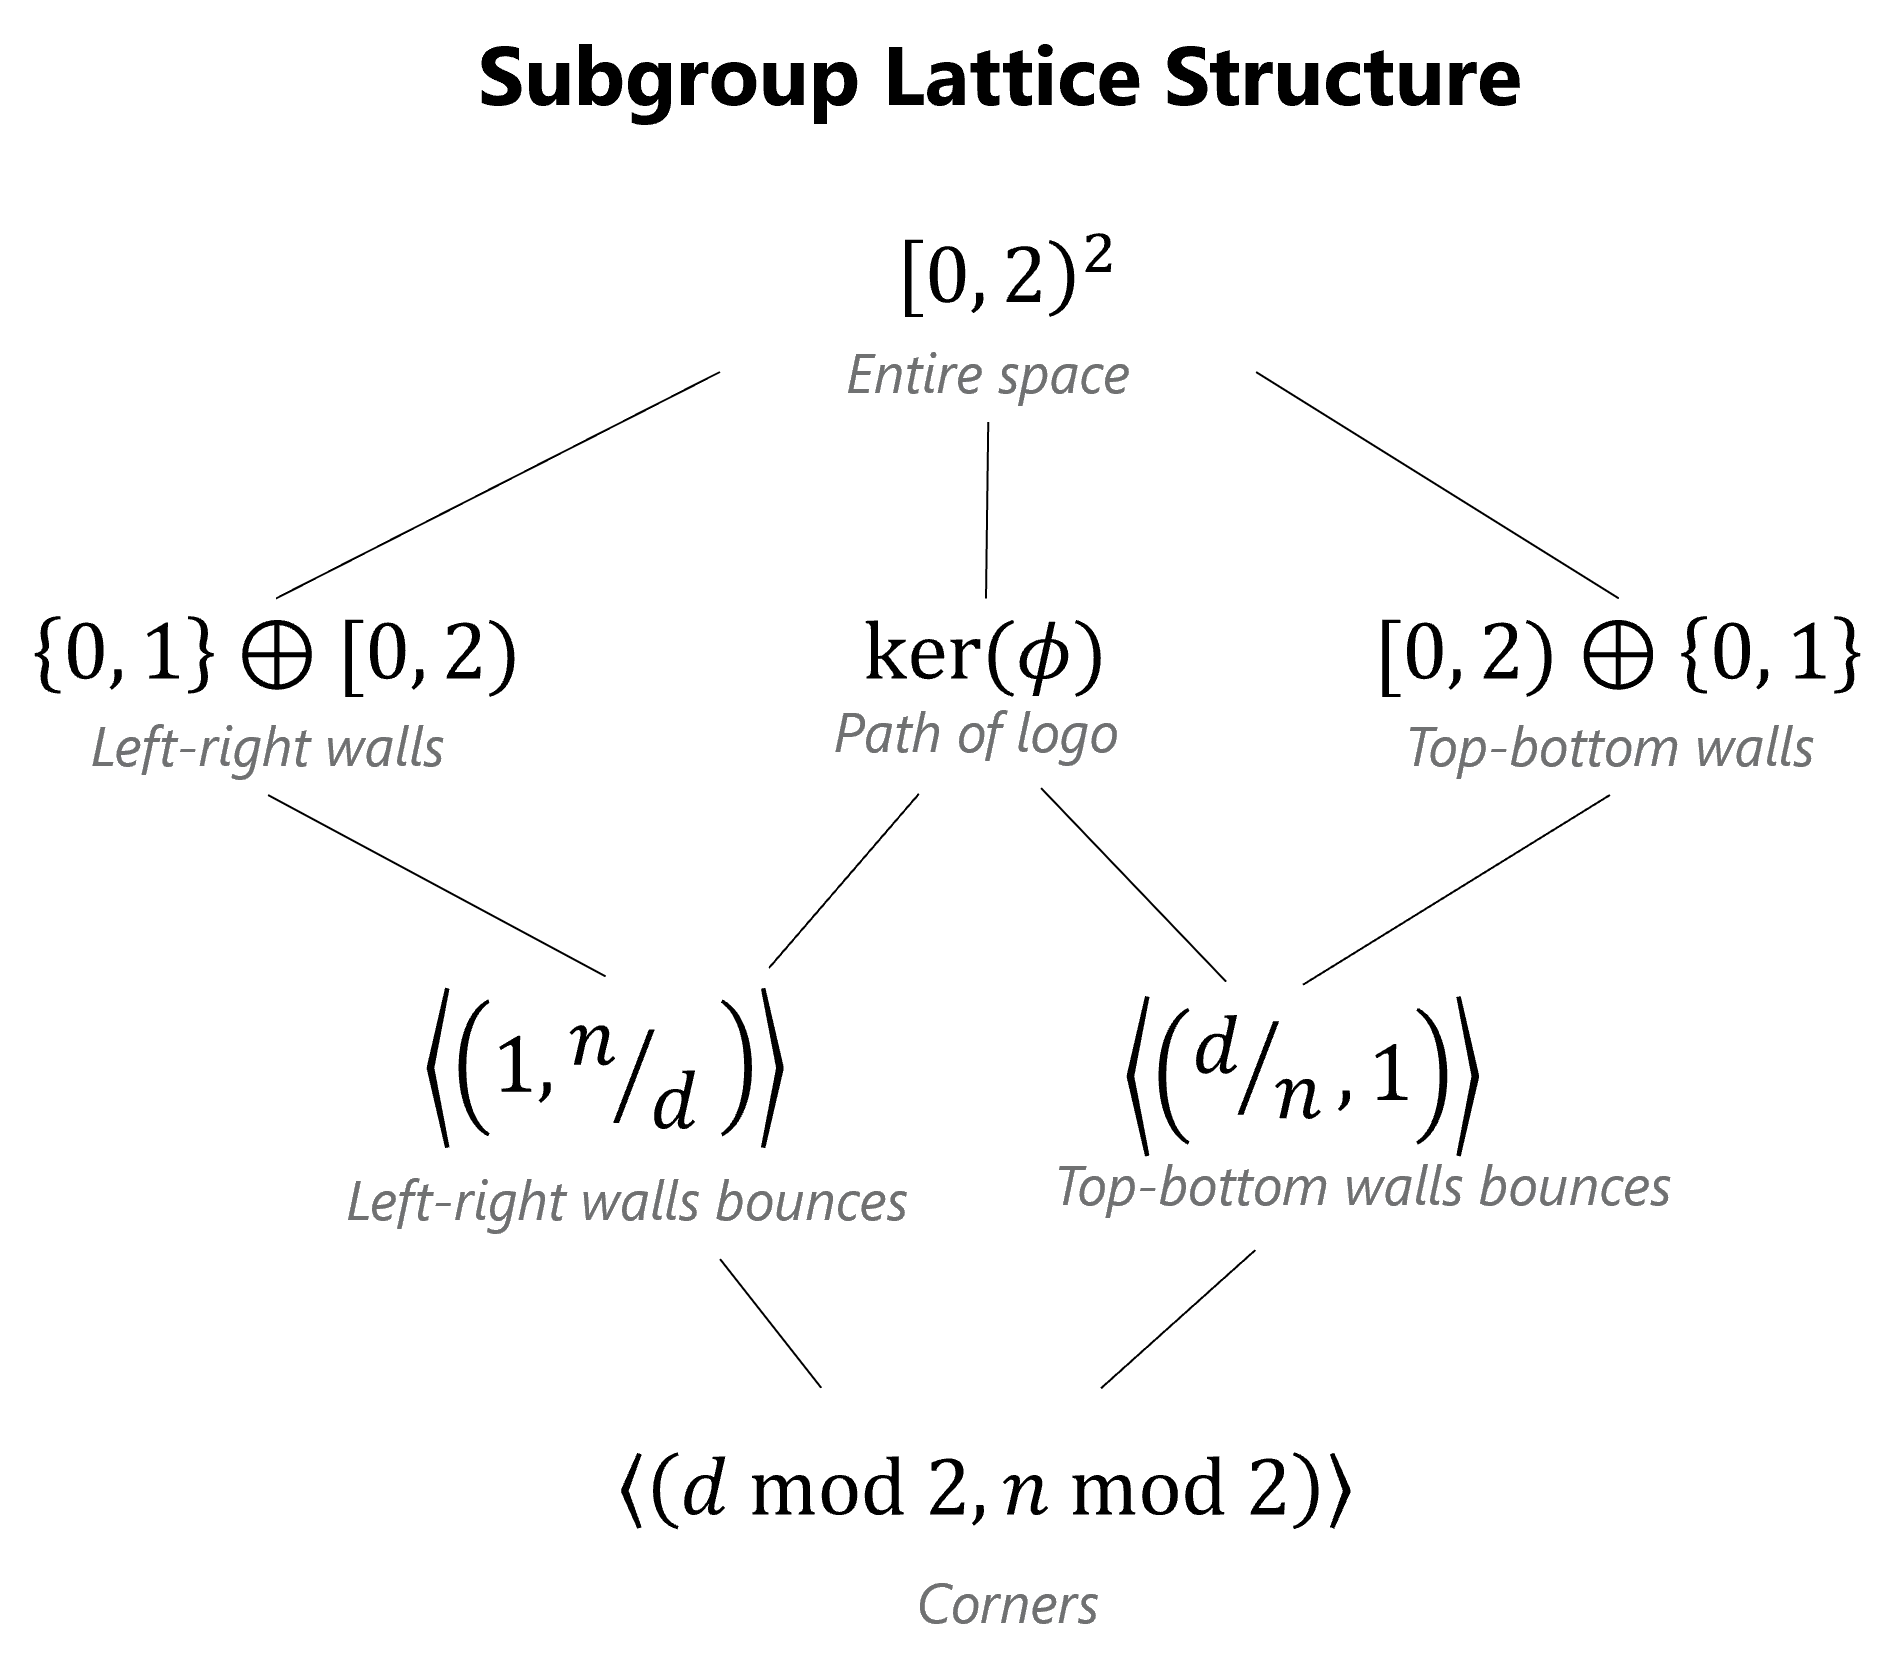 Subgroup Lattice Structure
[0, 2)²
Entire space
{0, 1} ⊕ [0, 2)
ker(ϕ)
[0, 2) ⊕ {0, 1}
Left-right walls
Path of logo
Top-bottom walls
⟨(1, n/d)⟩
⟨(d/n, 1)⟩
Left-right walls bounces
Top-bottom walls bounces
⟨(d mod 2, n mod 2)⟩
Corners